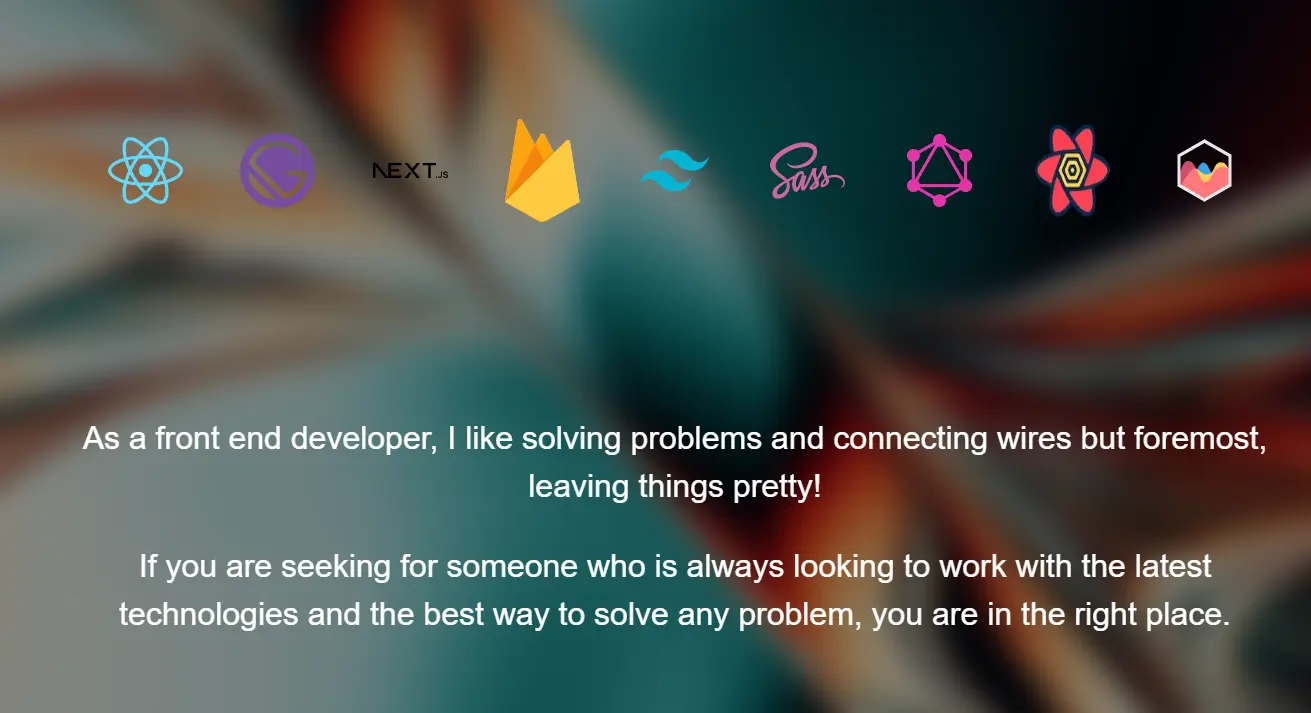 NEXT.JS
Sass
As a front end developer, I like solving problems and connecting wires but foremost,
leaving things pretty!
If you are seeking for someone who is always looking to work with the latest
technologies and the best way to solve any problem, you are in the right place.